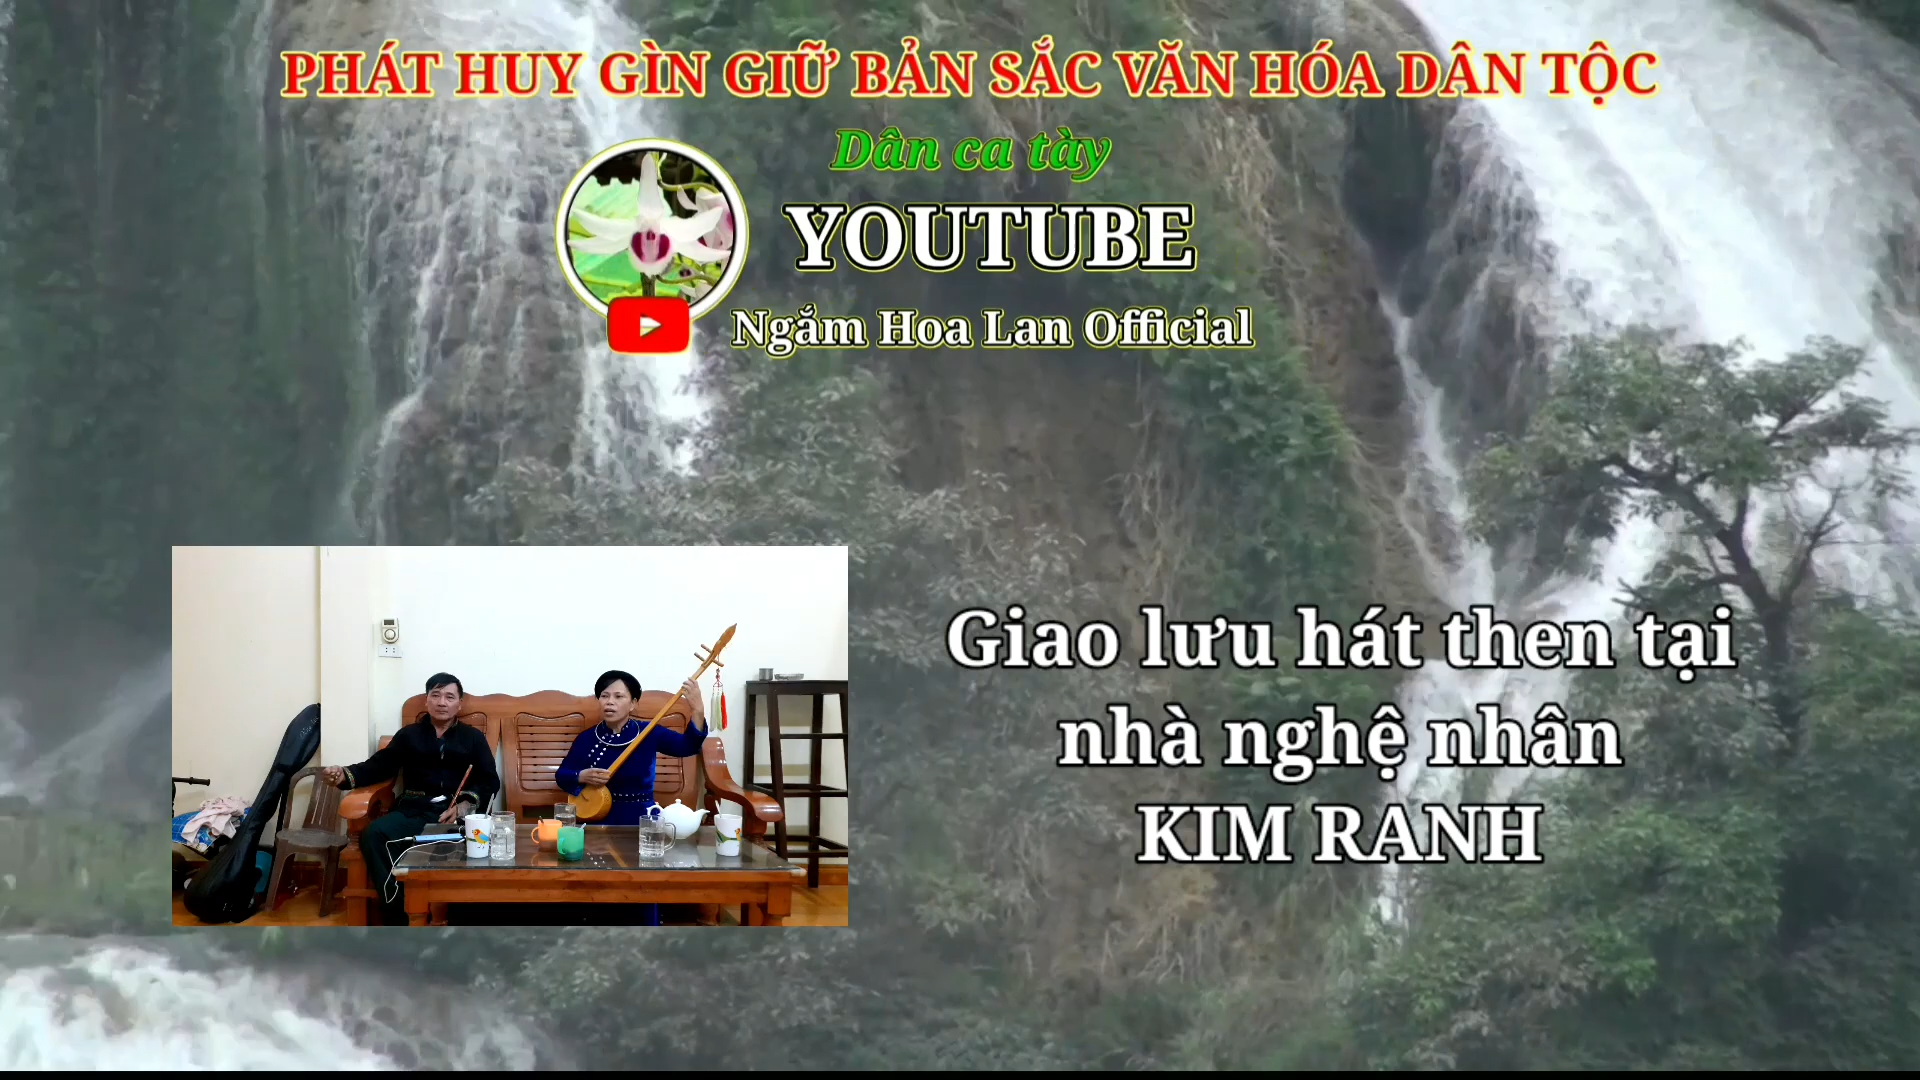 PHÁT HUY GÌN GIỮ BẢN SẮC VĂN HÓA DÂN TỘC
Dân ca tày
YOUTUBE
Ngắm Hoa Lan Official
Giao lưu hát then tại
nhà nghệ nhân
KIM RANH